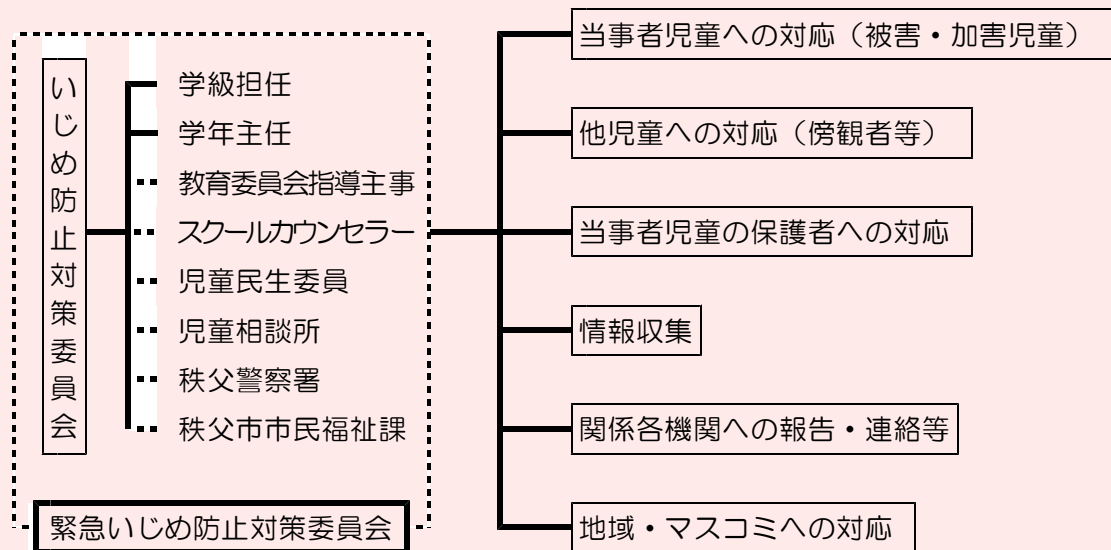 いじめ防止対策委員会
学級担任
学年主任
教育委員会指導主事
スクールカウンセラー
児童民生委員
児童相談所
秩父警察署
秩父市市民福祉課
緊急いじめ防止対策委員会
当事者児童への対応（被害・加害児童）
他児童への対応（傍観者等）
当事者児童の保護者への対応
情報収集
関係各機関への報告・連絡等
地域・マスコミへの対応